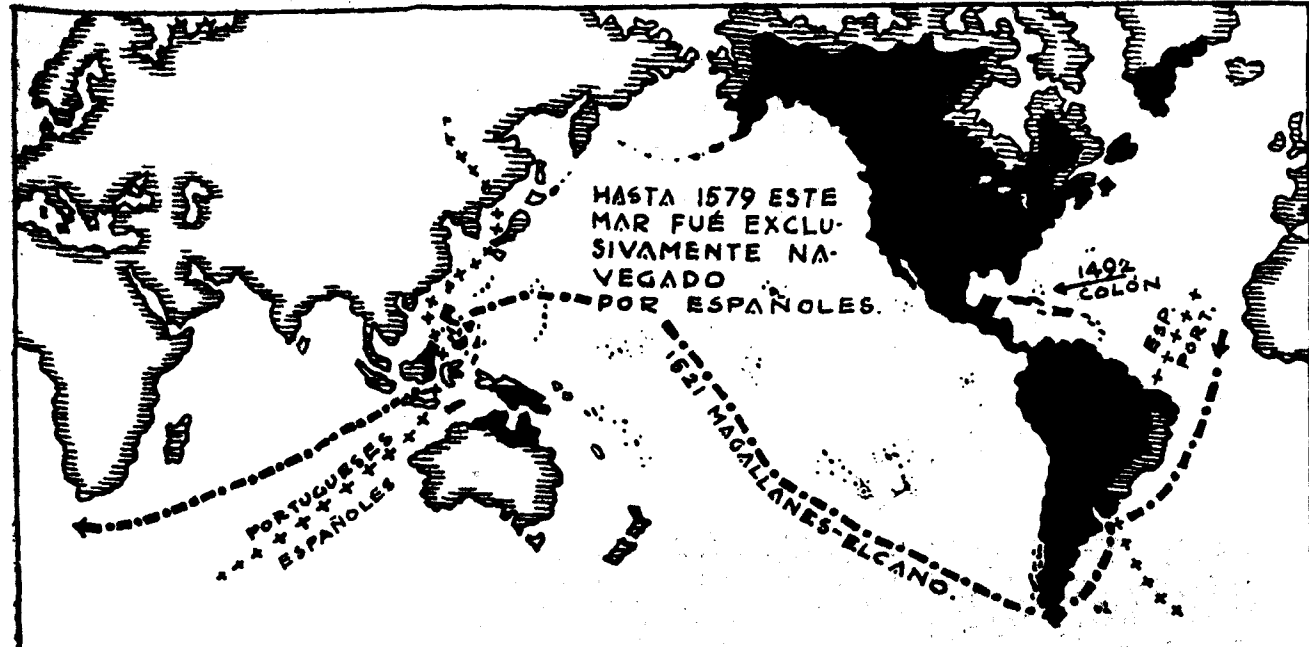 HASTA 1579 ESTE
MAR FUÉ EXCLU-
SIVAMENTE NA-
VEGADO
POR ESPAÑOLES.
1492
COLÓN
ESP.
PORT.
1521 MAGALLANES-ELCANO.
PORTUGUESES
ESPAÑOLES